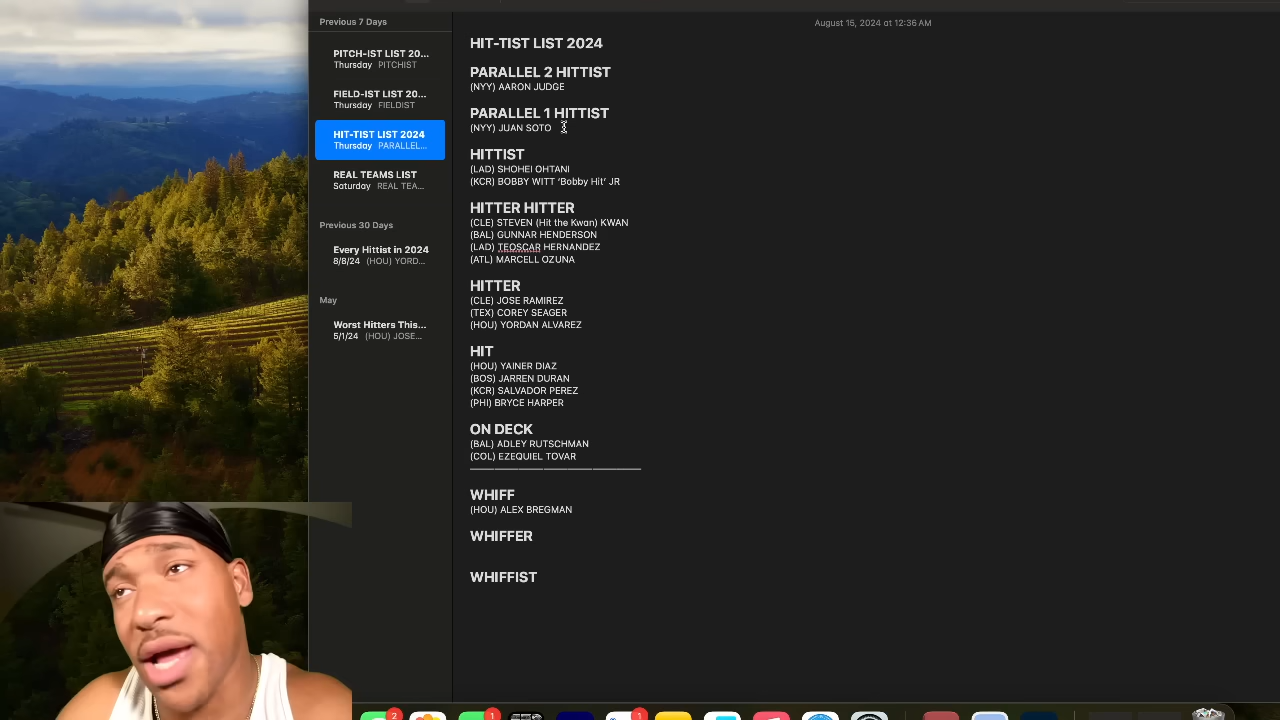 Previous 7 Days
PITCH-IST LIST 20...
Thursday PITCHIST
FIELD-IST LIST 20...
Thursday FIELDIST
HIT-TIST LIST 2024
Thursday PARALLEL...
REAL TEAMS LIST
Saturday REAL TEA...
Previous 30 Days
Every Hittist in 2024
8/8/24 (HOU) YORD...
May
Worst Hitters This...
5/1/24 (HOU) JOSE...
August 15, 2024 at 12:36 AM
HIT-TIST LIST 2024
PARALLEL 2 HITTIST
(NYY) AARON JUDGE
PARALLEL 1 HITTIST
(NYY) JUAN SOTO
HITTIST
(LAD) SHOHEI OHTANI
(KCR) BOBBY WITT ‘Bobby Hit’ JR
HITTER HITTER
(CLE) STEVEN (Hit the Kwan) KWAN
(BAL) GUNNAR HENDERSON
(LAD) TEOSCAR HERNANDEZ
(ATL) MARCELL OZUNA
HITTER
(CLE) JOSE RAMIREZ
(TEX) COREY SEAGER
(HOU) YORDAN ALVAREZ
HIT
(HOU) YAINER DIAZ
(BOS) JARREN DURAN
(KCR) SALVADOR PEREZ
(PHI) BRYCE HARPER
ON DECK
(BAL) ADLEY RUTSCHMAN
(COL) EZEQUIEL TOVAR
WHIFF
(HOU) ALEX BREGMAN
WHIFFER
WHIFFIST
2
1
1